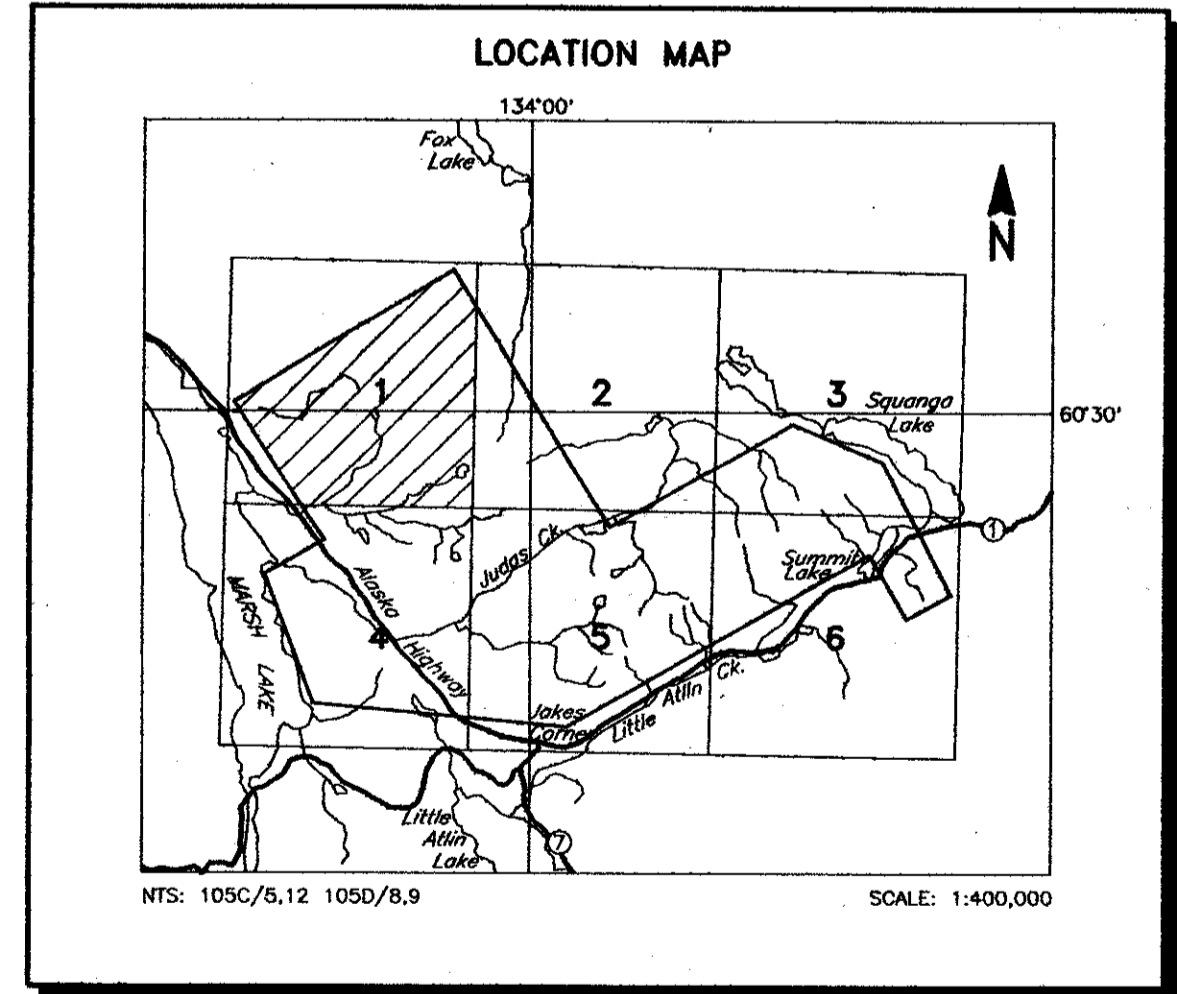 LOCATION MAP
134°00'
Fox
Lake
N
1
2
3
Squanga
Lake
60°30'
1
Judas Ck.
Summit
Lake
MARSH LAKE
Alaska Highway
4
5
6
Jakes
Corner
Little Atlin Ck.
Little
Atlin
Lake
7
NTS: 105C/5,12 105D/8,9
SCALE: 1:400,000